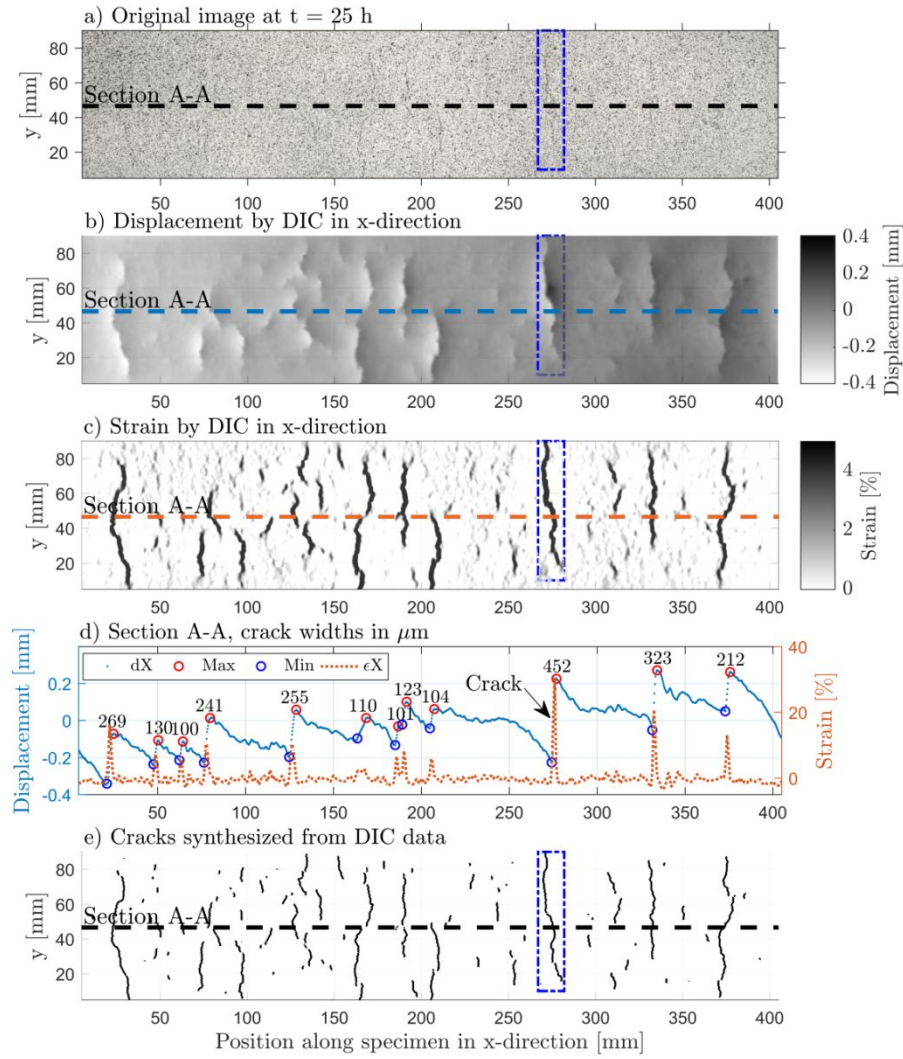 a) Original image at t = 25 h
80
60
40
20
y [mm]
Section A-A
50 100 150 200 250 300 350 400
b) Displacement by DIC in x-direction
80
60
40
20
y [mm]
Section A-A
50 100 150 200 250 300 350 400
0.4
0.2
0
-0.2
-0.4
Displacement [mm]
c) Strain by DIC in x-direction
80
60
40
20
y [mm]
Section A-A
50 100 150 200 250 300 350 400
4
2
0
Strain [%]
d) Section A-A, crack widths in μm
dX Max Min ϵX
0.2
0
-0.2
-0.4
Displacement [mm]
269 130 100 241 255 110 101 123 104 452 323 212
Crack
40
20
0
Strain [%]
50 100 150 200 250 300 350 400
e) Cracks synthesized from DIC data
80
60
40
20
y [mm]
Section A-A
50 100 150 200 250 300 350 400
Position along specimen in x-direction [mm]